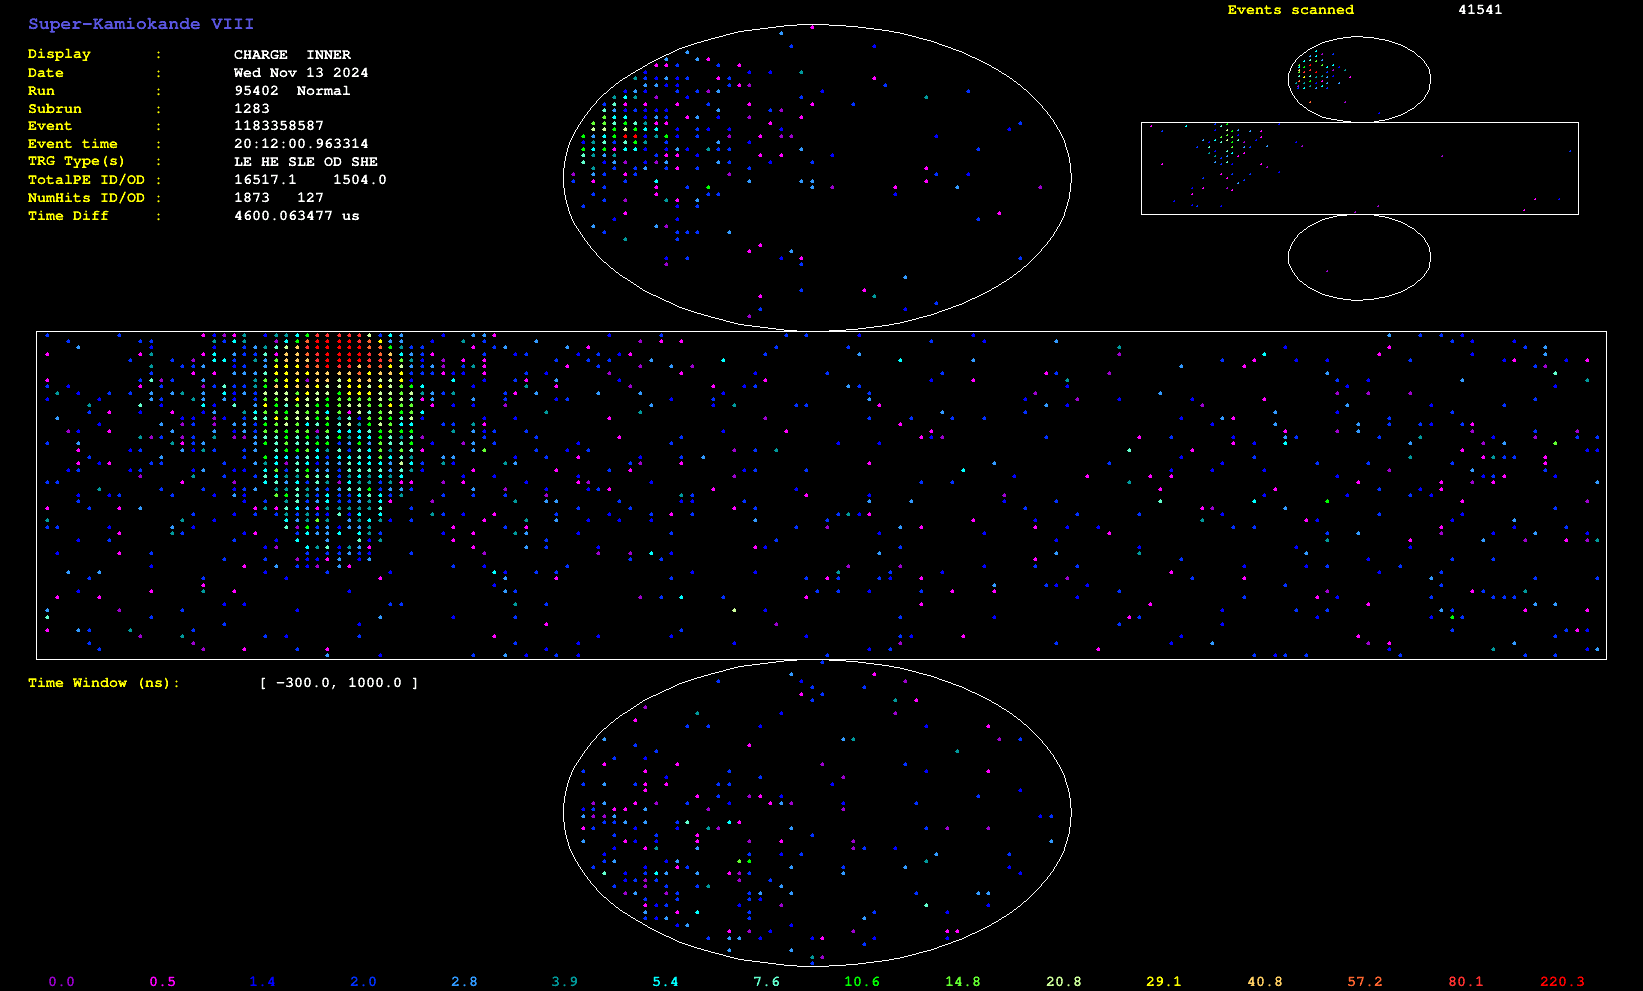 Super-Kamiokande VIII
Events scanned 41541
Display : CHARGE INNER
Date : Wed Nov 13 2024
Run : 95402 Normal
Subrun : 1283
Event : 1183358587
Event time : 20:12:00.963314
TRG Type(s) : LE HE SLE OD SHE
TotalPE ID/OD : 16517.1 1504.0
NumHits ID/OD : 1873 127
Time Diff : 4600.063477 us
Time Window (ns): [ -300.0, 1000.0 ]
0.0 0.5 1.4 2.0 2.8 3.9 5.4 7.6 10.6 14.8 20.8 29.1 40.8 57.2 80.1 220.3